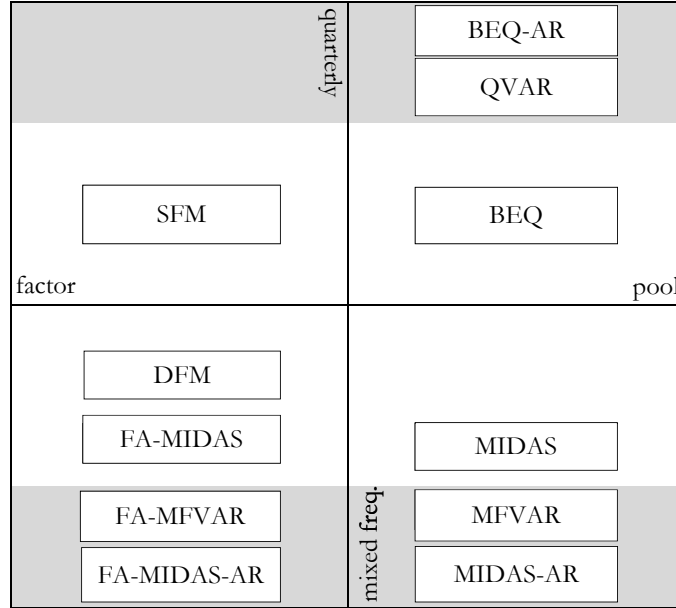 quarterly
BEQ-AR
QVAR
SFM
BEQ
factor
pool
DFM
FA-MIDAS
MIDAS
mixed freq.
FA-MFVAR
MFVAR
FA-MIDAS-AR
MIDAS-AR